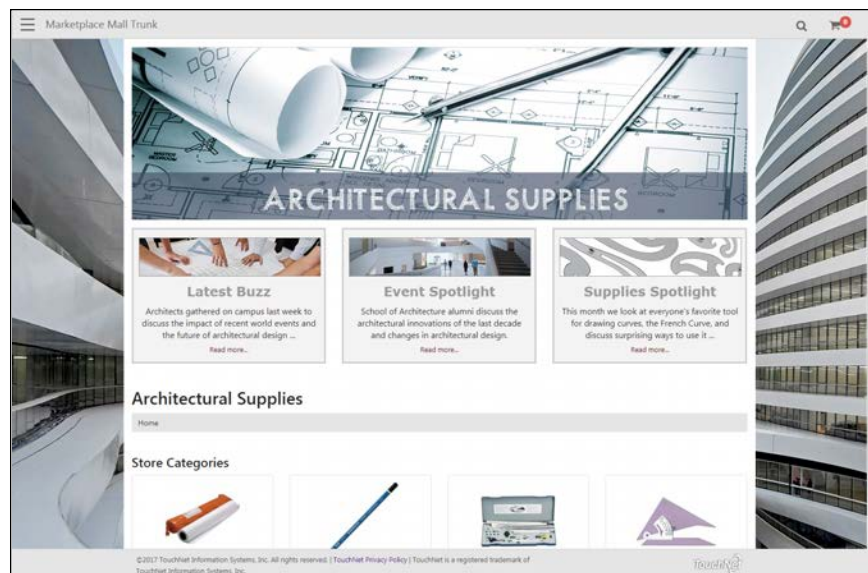 Marketplace Mall Trunk
0
MASTER
BEDROOM
BATHROOM
BEDROOM
ARCHITECTURAL SUPPLIES
Latest Buzz
Architects gathered on campus last week to
discuss the impact of recent world events and
the future of architectural design ...
Read more...
Event Spotlight
School of Architecture alumni discuss the
architectural innovations of the last decade
and changes in architectural design.
Read more...
Supplies Spotlight
This month we look at everyone's favorite tool
for drawing curves, the French Curve, and
discuss surprising ways to use it ...
Read more...
Architectural Supplies
Home
Store Categories
©2017 TouchNet Information Systems, Inc. All rights reserved. | TouchNet Privacy Policy | TouchNet is a registered trademark of
TouchNet Information Systems, Inc.
TouchNet